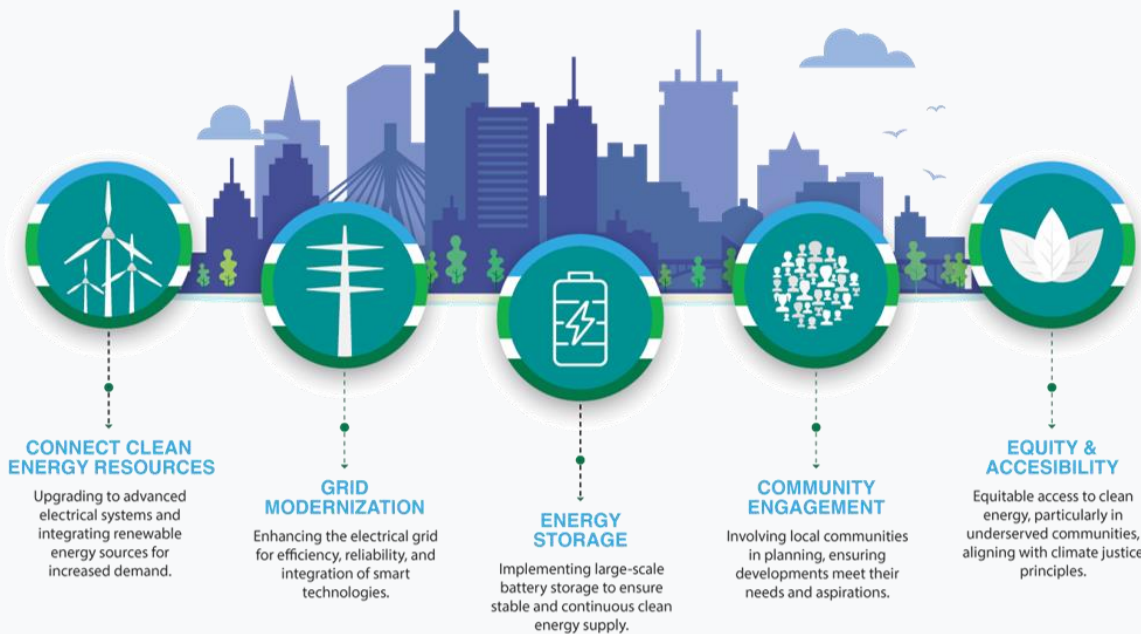 CONNECT CLEAN
ENERGY RESOURCES
Upgrading to advanced
electrical systems and
integrating renewable
energy sources for
increased demand.
GRID
MODERNIZATION
Enhancing the electrical grid
for efficiency, reliability, and
integration of smart
technologies.
ENERGY
STORAGE
Implementing large-scale
battery storage to ensure
stable and continuous clean
energy supply.
COMMUNITY
ENGAGEMENT
Involving local communities
in planning, ensuring
developments meet their
needs and aspirations.
EQUITY &
ACCESIBILITY
Equitable access to clean
energy, particularly in
underserved communities,
aligning with climate justice
principles.